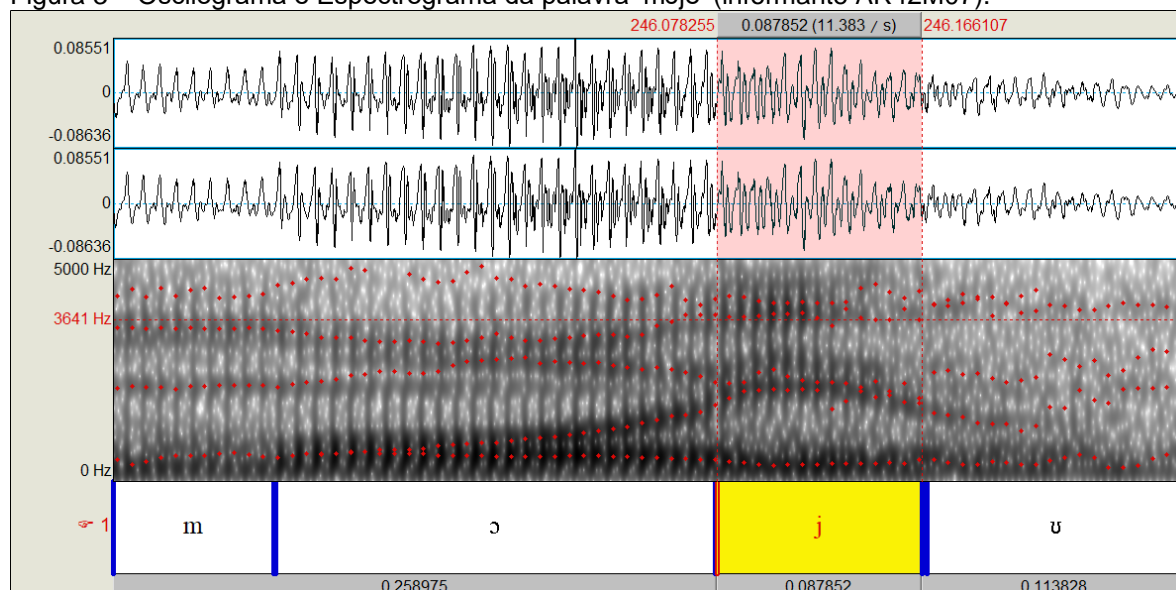 246.078255 0.087852 (11.383 / s) 246.166107
0.08551
0
-0.08636
0.08551
0
-0.08636
5000 Hz
3641 Hz
0 Hz
☞ 1 m ɔ j ʊ
0.258975 0.087852 0.113828